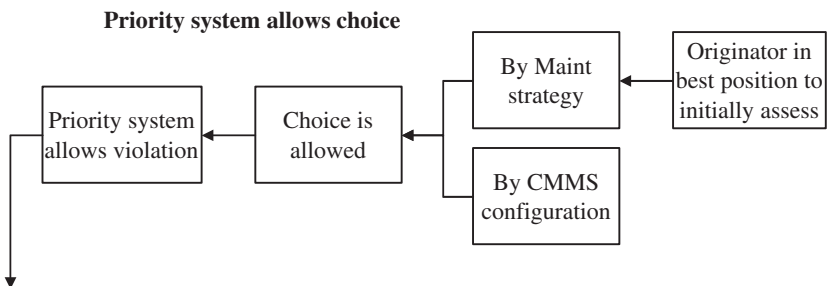 Priority system allows choice
Priority system
allows violation
Choice is
allowed
By Maint
strategy
Originator in
best position to
initially assess
By CMMS
configuration